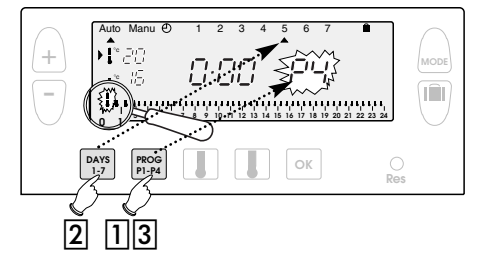 Auto Manu 1 2 3 4 5 6 7
°c 20
0:00 P4
°c 16
0 1 7 8 9 10 11 12 13 14 15 16 17 18 19 20 21 22 23 24
+
-
MODE
DAYS 1-7
PROG P1-P4
OK
Res
2 1 3